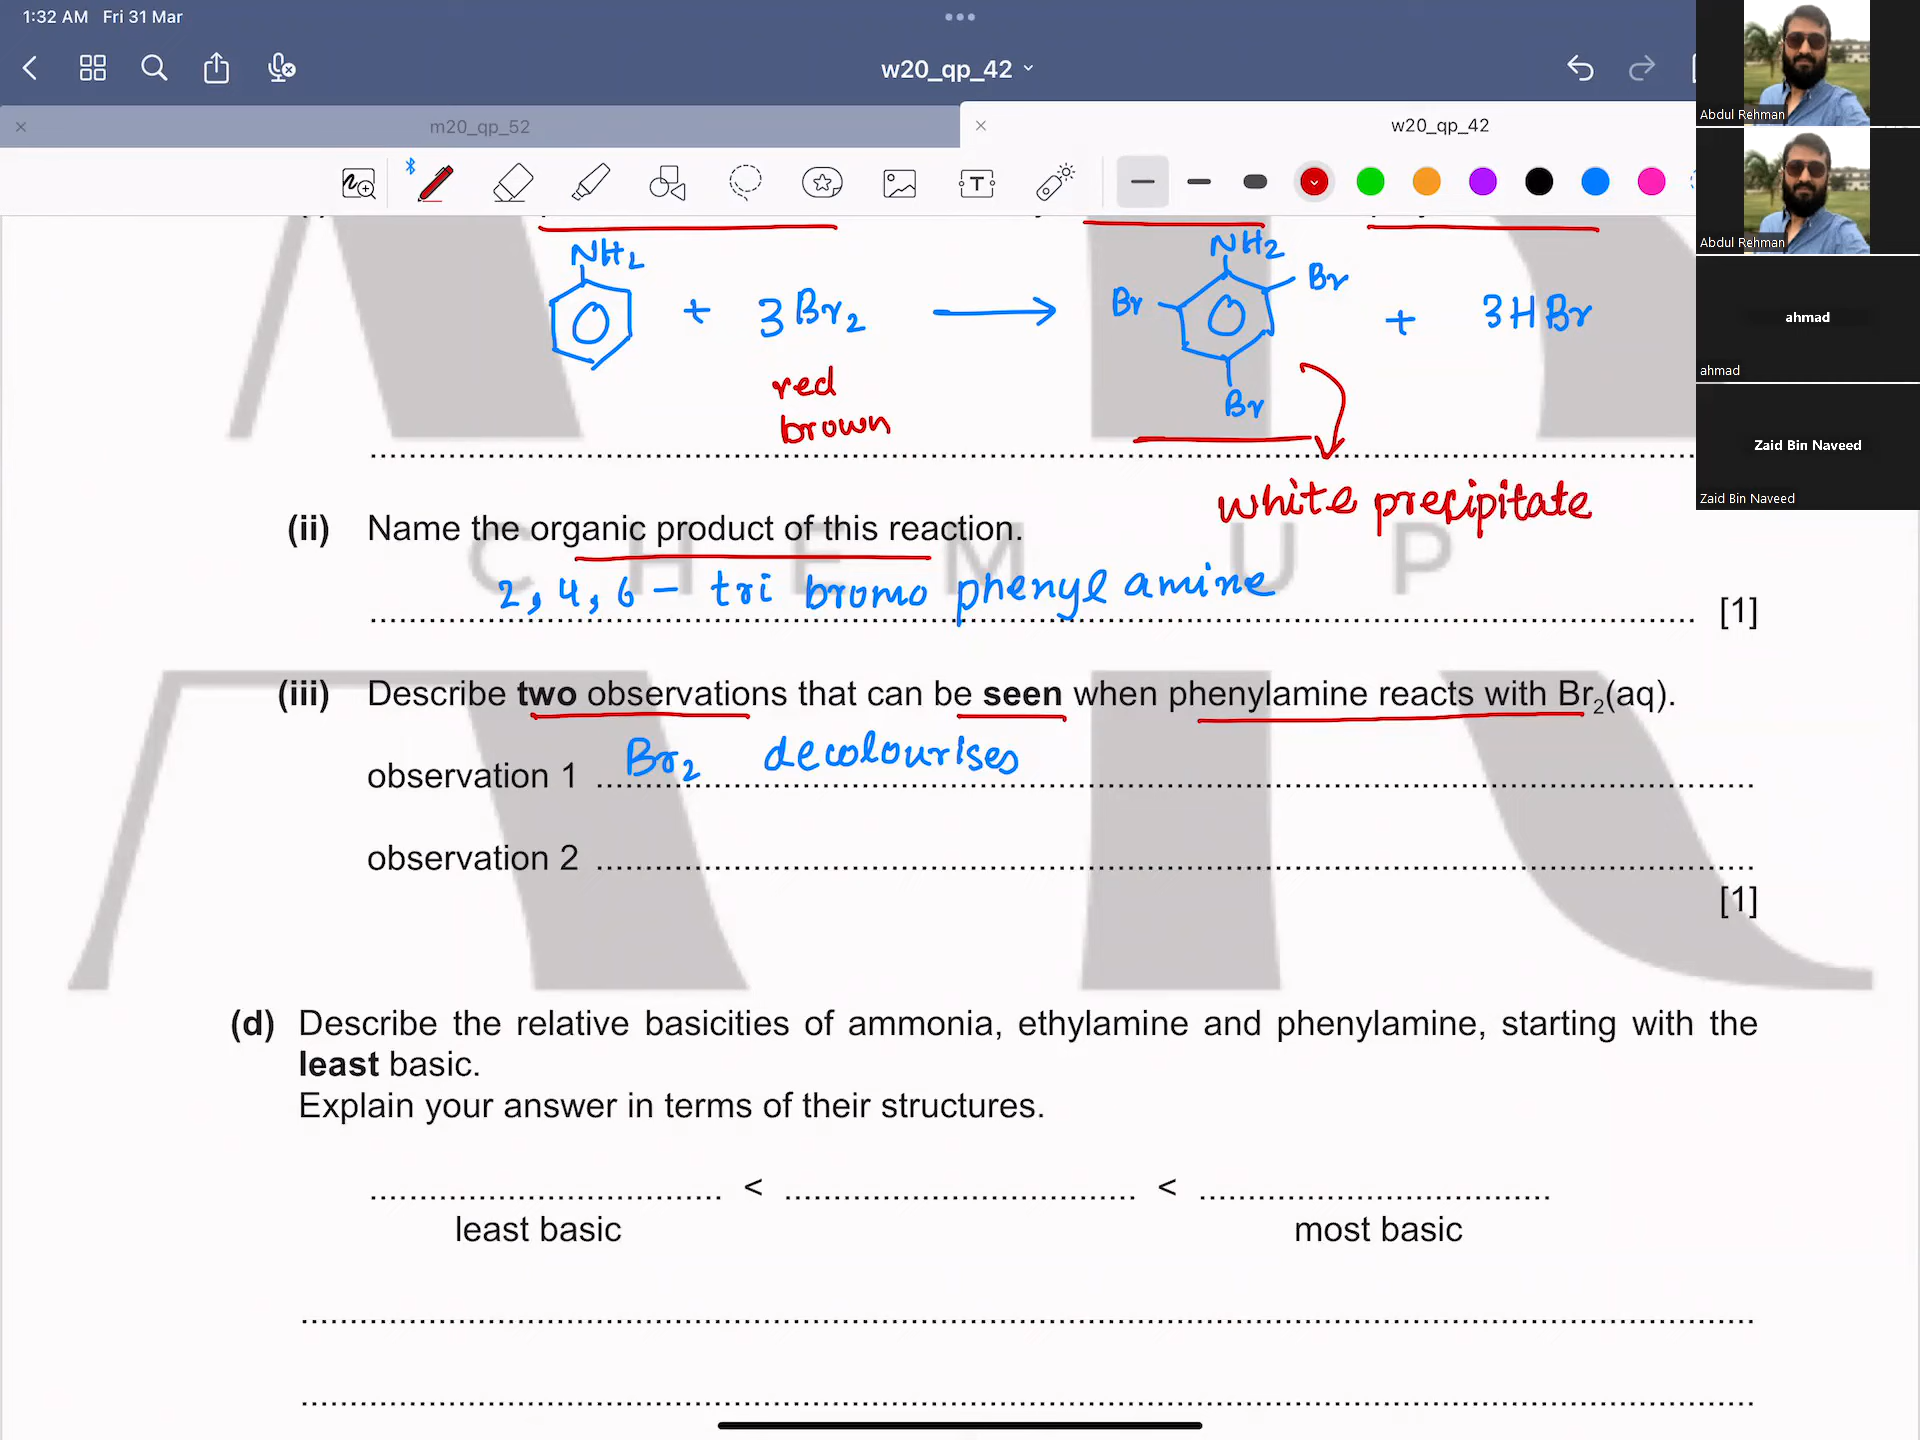 1:32 AM Fri 31 Mar
w20_qp_42
m20_qp_52
w20_qp_42
Abdul Rehman
Abdul Rehman
ahmad
ahmad
Zaid Bin Naveed
Zaid Bin Naveed
NH2 + 3Br2 → NH2 Br Br Br + 3HBr
red
brown
white precipitate
(ii) Name the organic product of this reaction.
CHEM UP
2, 4, 6 - tri bromo phenyl amine
[1]
(iii) Describe two observations that can be seen when phenylamine reacts with Br2(aq).
observation 1 Br2 decolourises
observation 2
[1]
(d) Describe the relative basicities of ammonia, ethylamine and phenylamine, starting with the
least basic.
Explain your answer in terms of their structures.
< <
least basic most basic